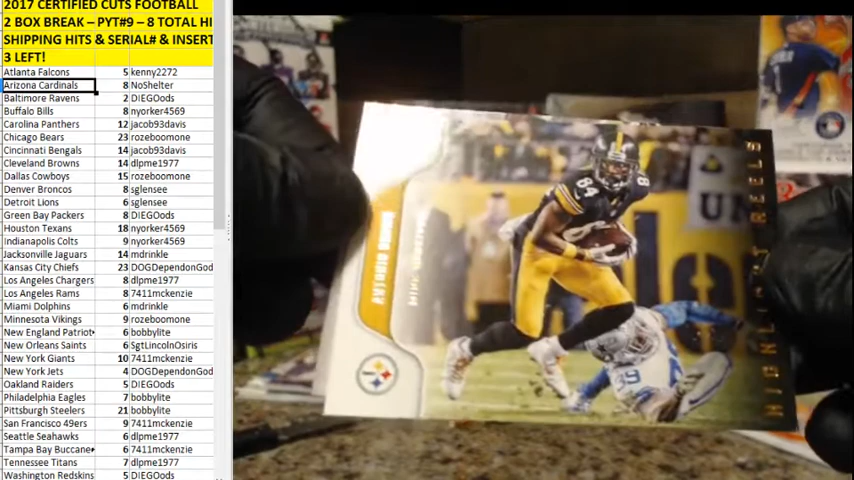 2017 CERTIFIED CUTS FOOTBALL
2 BOX BREAK – PYT#9 – 8 TOTAL HI
SHIPPING HITS & SERIAL# & INSERT
3 LEFT!
Atlanta Falcons 5 kenny2272
Arizona Cardinals 8 NoShelter
Baltimore Ravens 2 DIEGOods
Buffalo Bills 8 nyorker4569
Carolina Panthers 12 jacob93davis
Chicago Bears 23 rozeboomone
Cincinnati Bengals 14 jacob93davis
Cleveland Browns 14 dlpme1977
Dallas Cowboys 15 rozeboomone
Denver Broncos 8 sglensee
Detroit Lions 6 sglensee
Green Bay Packers 8 DIEGOods
Houston Texans 18 nyorker4569
Indianapolis Colts 9 nyorker4569
Jacksonville Jaguars 14 mdrinkle
Kansas City Chiefs 23 DOGDependonGod
Los Angeles Chargers 8 dlpme1977
Los Angeles Rams 8 7411mckenzie
Miami Dolphins 6 mdrinkle
Minnesota Vikings 9 rozeboomone
New England Patriot 6 bobbylite
New Orleans Saints 6 SgtLincolnOsiris
New York Giants 10 7411mckenzie
New York Jets 4 DOGDependonGod
Oakland Raiders 5 DIEGOods
Philadelphia Eagles 7 bobbylite
Pittsburgh Steelers 21 bobbylite
San Francisco 49ers 9 7411mckenzie
Seattle Seahawks 6 dlpme1977
Tampa Bay Buccane 6 7411mckenzie
Tennessee Titans 7 dlpme1977
Washington Redskins 5 DIEGOods
ANTONIO BROWN
84
39
UN
HIGHLIGHT REELS